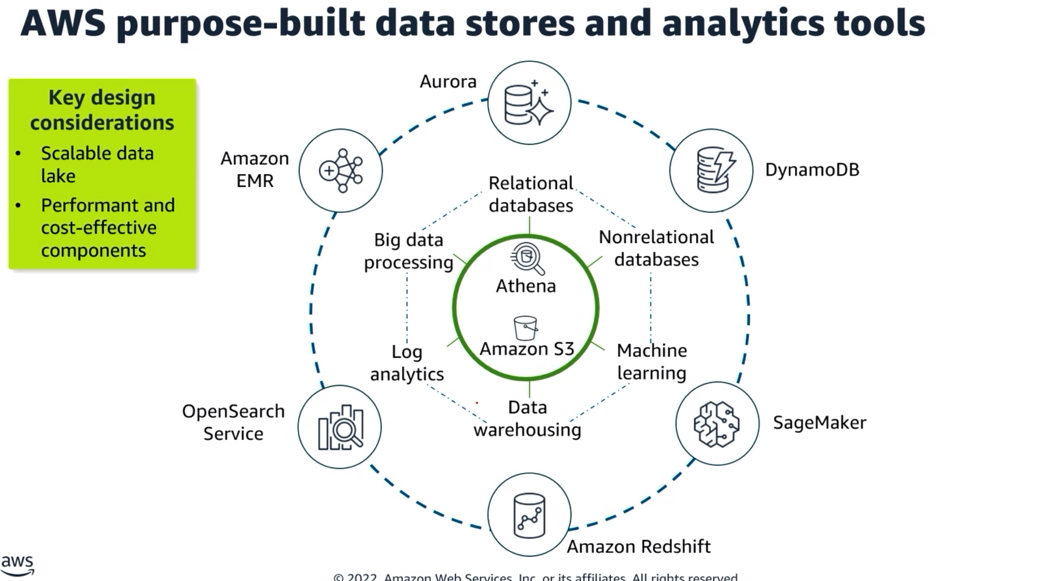 AWS purpose-built data stores and analytics tools
Key design
considerations
• Scalable data
lake
• Performant and
cost-effective
components
Aurora
Amazon
EMR
DynamoDB
Relational
databases
Big data
processing
Nonrelational
databases
Athena
Amazon S3
Log
analytics
Machine
learning
Data
warehousing
OpenSearch
Service
SageMaker
Amazon Redshift
aws
© 2022, Amazon Web Services, Inc. or its affiliates. All rights reserved.